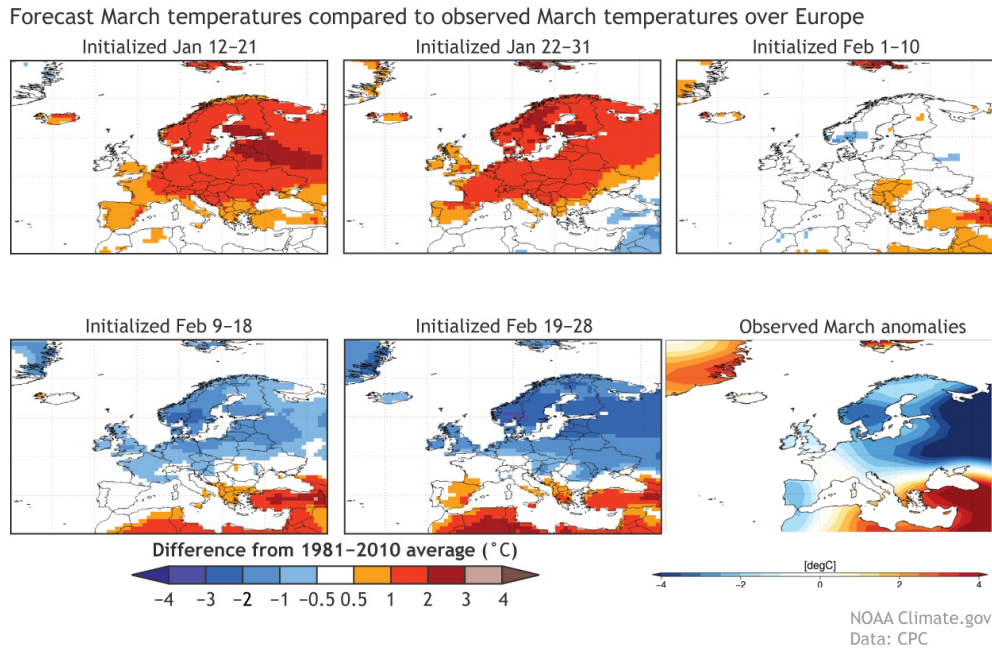 Forecast March temperatures compared to observed March temperatures over Europe
Initialized Jan 12–21
Initialized Jan 22–31
Initialized Feb 1–10
Initialized Feb 9–18
Initialized Feb 19–28
Observed March anomalies
Difference from 1981–2010 average (˚C)
−4 −3 −2 −1 −0.5 0.5 1 2 3 4
[degC]
−4 −2 0 2 4
NOAA Climate.gov
Data: CPC